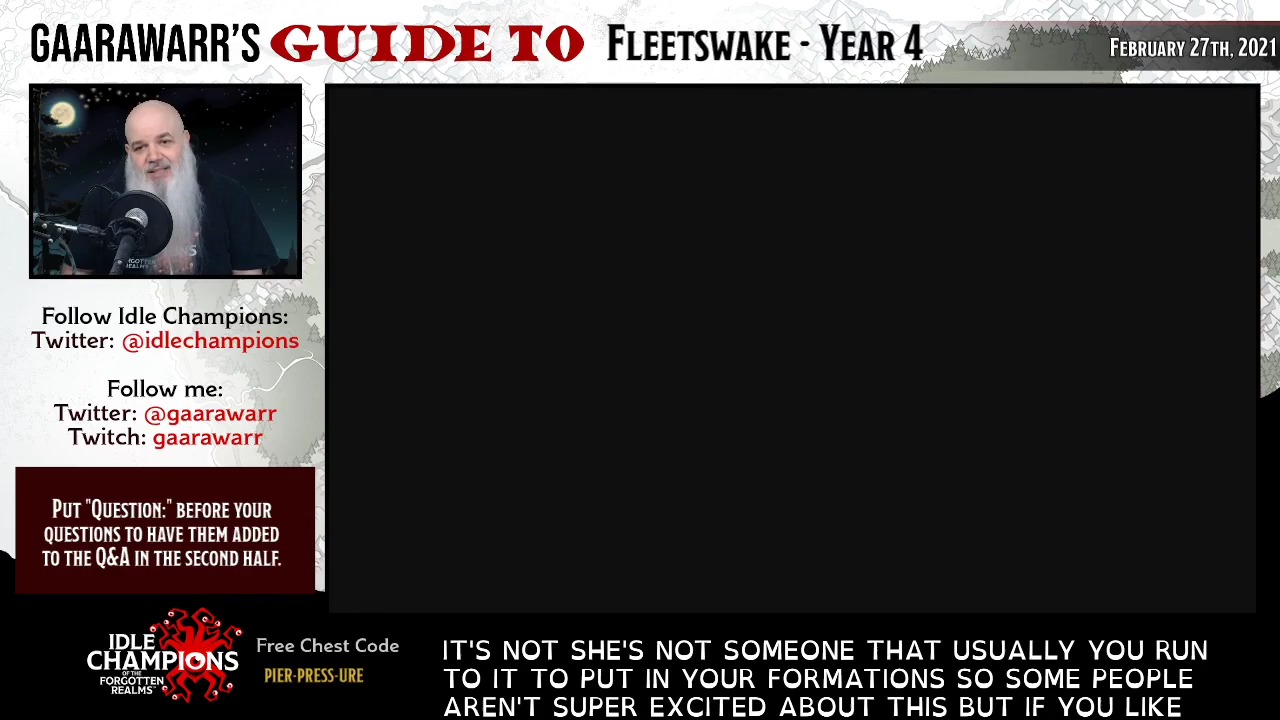 GAARAWARR'S GUIDE TO FLEETSWAKE - YEAR 4
FEBRUARY 27TH, 2021
Follow Idle Champions:
Twitter: @idlechampions
Follow me:
Twitter: @gaarawarr
Twitch: gaarawarr
PUT "QUESTION:" BEFORE YOUR
QUESTIONS TO HAVE THEM ADDED
TO THE Q&A IN THE SECOND HALF.
IDLE
CHAMPIONS
OF THE
FORGOTTEN
REALMS
Free Chest Code
PIER-PRESS-URE
IT'S NOT SHE'S NOT SOMEONE THAT USUALLY YOU RUN
TO IT TO PUT IN YOUR FORMATIONS SO SOME PEOPLE
AREN'T SUPER EXCITED ABOUT THIS BUT IF YOU LIKE